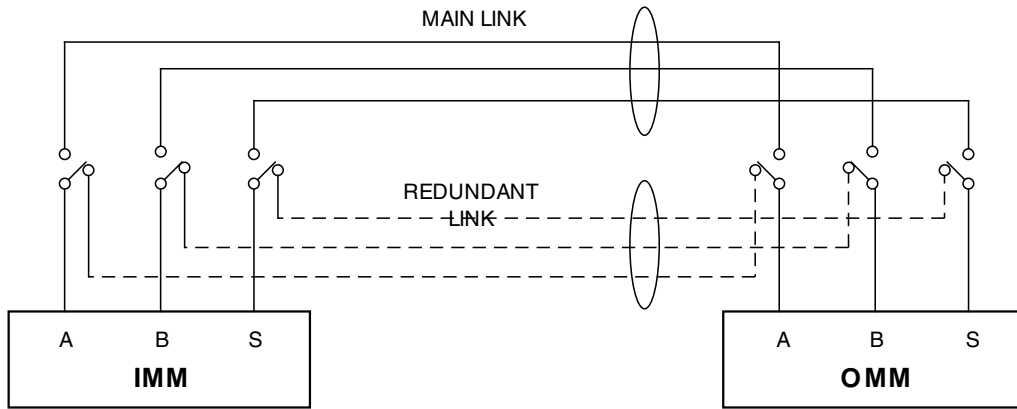 MAIN LINK
REDUNDANT
LINK
A B S
IMM
A B S
OMM